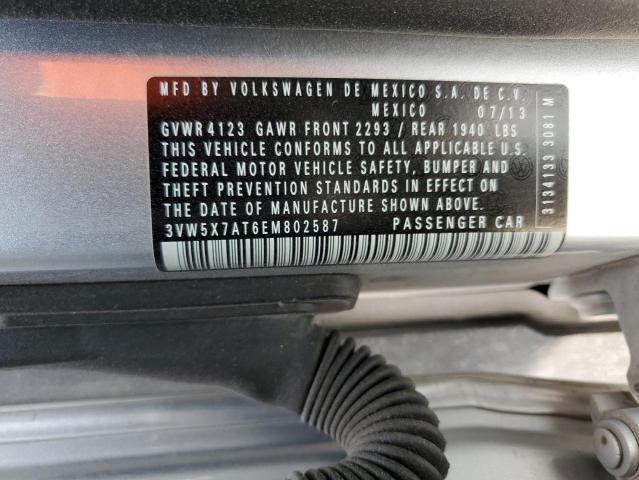 MFD BY VOLKSWAGEN DE MEXICO S.A. DE C.V.
MEXICO 07/13
GVWR 4123 GAWR FRONT 2293 / REAR 1940 LBS
THIS VEHICLE CONFORMS TO ALL APPLICABLE U.S.
FEDERAL MOTOR VEHICLE SAFETY, BUMPER AND
THEFT PREVENTION STANDARDS IN EFFECT ON
THE DATE OF MANUFACTURE SHOWN ABOVE.
3VW5X7AT6EM802587 PASSENGER CAR
3134133 3081 M